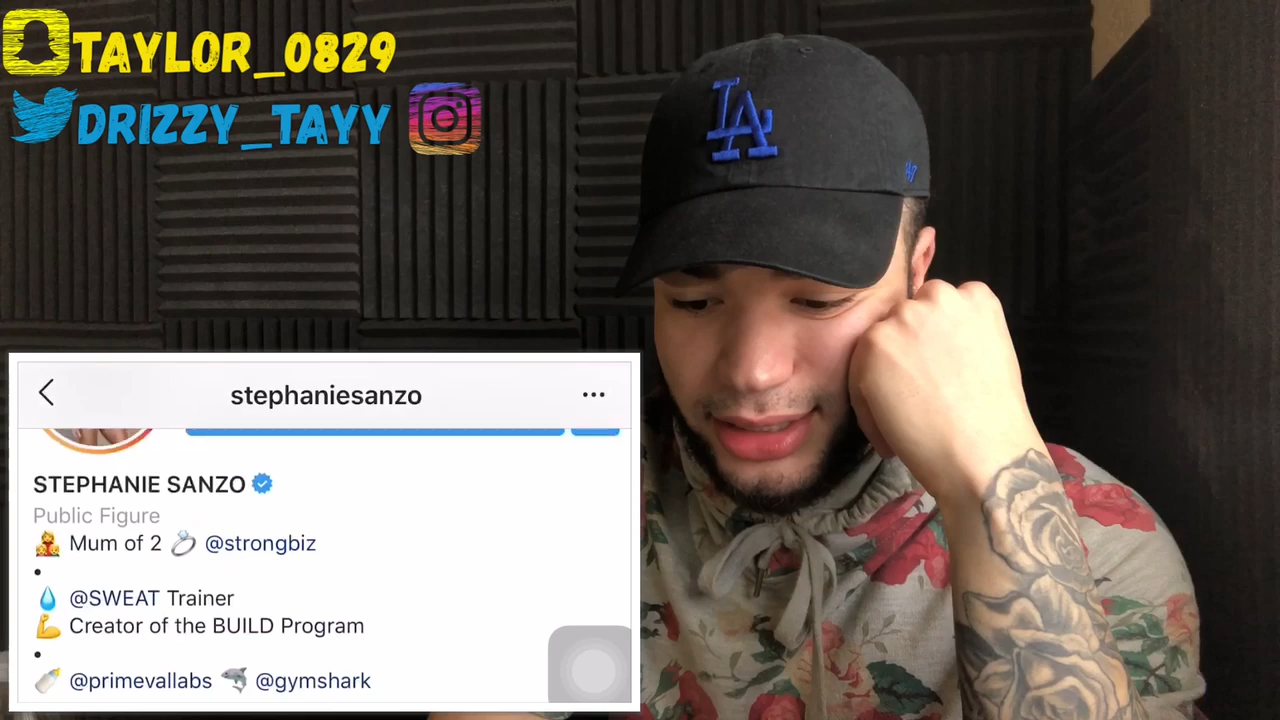 TAYLOR_0829
DRIZZY_TAYY
LA
47
stephaniesanzo
STEPHANIE SANZO
Public Figure
Mum of 2 @strongbiz
•
@SWEAT Trainer
Creator of the BUILD Program
•
@primevallabs @gymshark